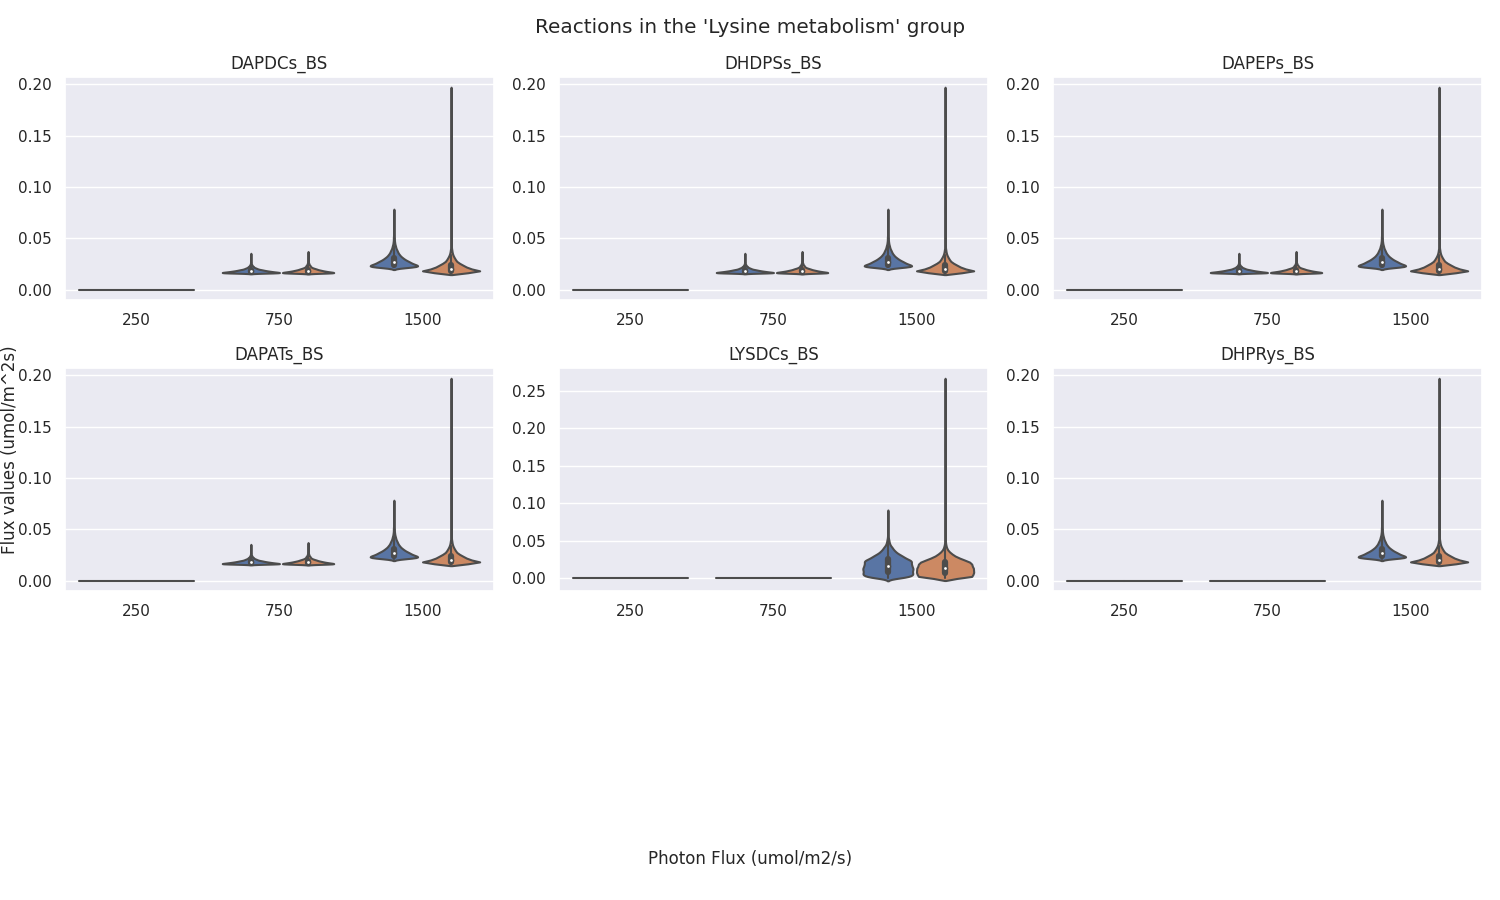 Reactions in the 'Lysine metabolism' group
DAPDCs_BS
0.20
0.15
0.10
0.05
0.00
250 750 1500
DHDPSs_BS
0.20
0.15
0.10
0.05
0.00
250 750 1500
DAPEPs_BS
0.20
0.15
0.10
0.05
0.00
250 750 1500
Flux values (umol/m^2s)
DAPATs_BS
0.20
0.15
0.10
0.05
0.00
250 750 1500
LYSDCs_BS
0.25
0.20
0.15
0.10
0.05
0.00
250 750 1500
DHPRys_BS
0.20
0.15
0.10
0.05
0.00
250 750 1500
Photon Flux (umol/m2/s)